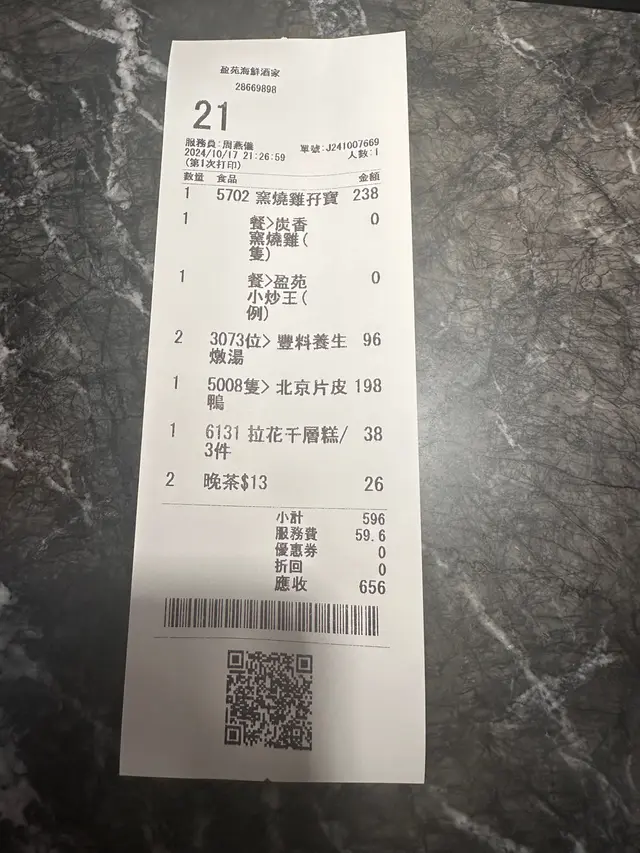 盈苑海鮮酒家
28669898
21
服務員:周燕儀 單號:J241007669
2024/10/17 21:26:59 人數:1
(第1次打印)
數量 食品 金額
1 5702 窯燒雞孖寶 238
1 餐>炭香 0
窯燒雞(
隻)
1 餐>盈苑 0
小炒王(
例)
2 3073位> 豐料養生 96
燉湯
1 5008隻> 北京片皮 198
鴨
1 6131 拉花千層糕/ 38
3件
2 晚茶$13 26
小計 596
服務費 59.6
優惠券 0
折回 0
應收 656